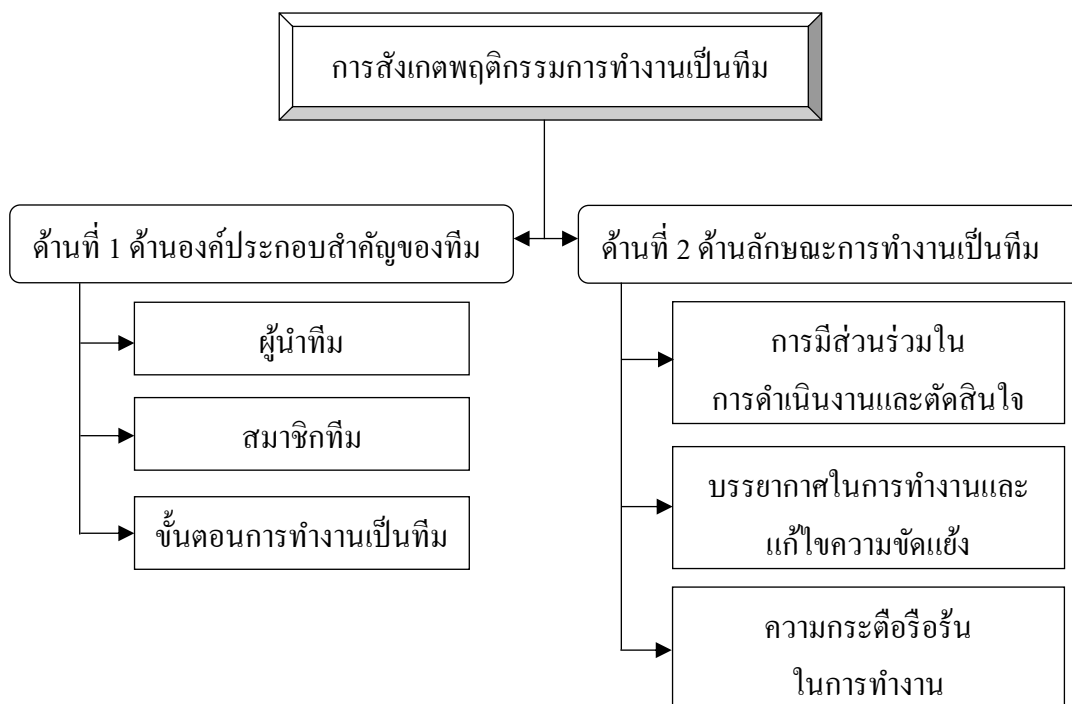 การสังเกตพฤติกรรมการทำงานเป็นทีม
ด้านที่ 1 ด้านองค์ประกอบสำคัญของทีม
ผู้นำทีม
สมาชิกทีม
ขั้นตอนการทำงานเป็นทีม
ด้านที่ 2 ด้านลักษณะการทำงานเป็นทีม
การมีส่วนร่วมใน
การดำเนินงานและตัดสินใจ
บรรยากาศในการทำงานและ
แก้ไขความขัดแย้ง
ความกระตือรือร้น
ในการทำงาน